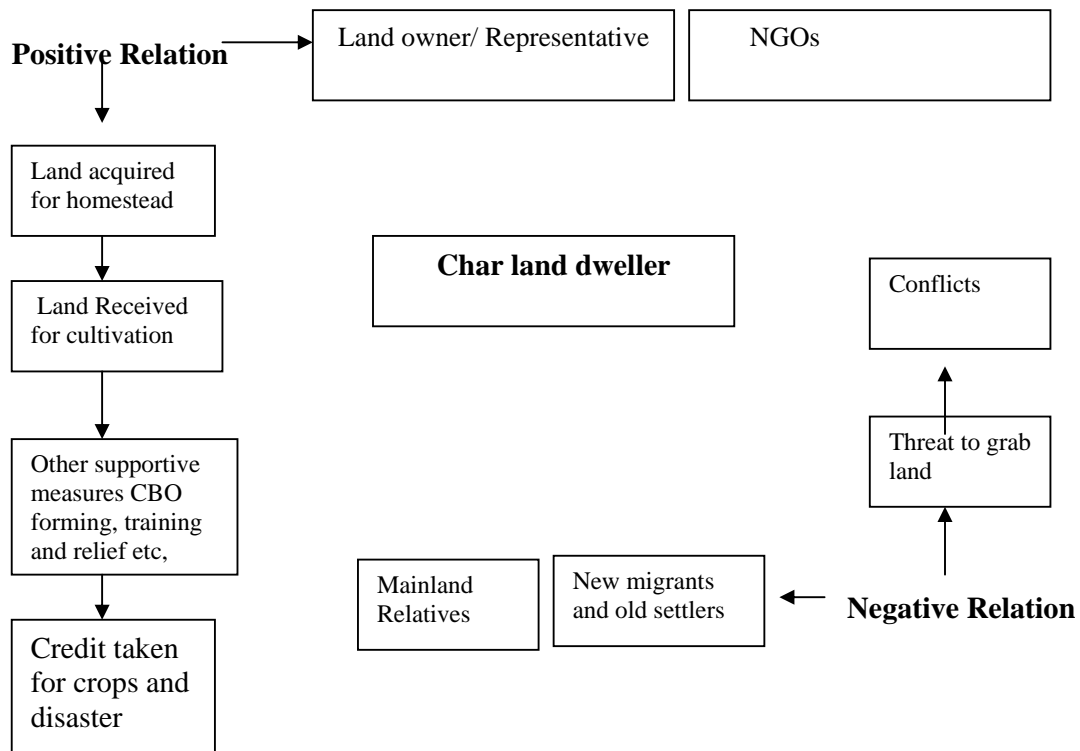 Land owner/ Representative
NGOs
Positive Relation
Land acquired
for homestead
Char land dweller
Land Received
for cultivation
Conflicts
Other supportive
measures CBO
forming, training
and relief etc,
Threat to grab
land
Mainland
Relatives
New migrants
and old settlers
Negative Relation
Credit taken
for crops and
disaster